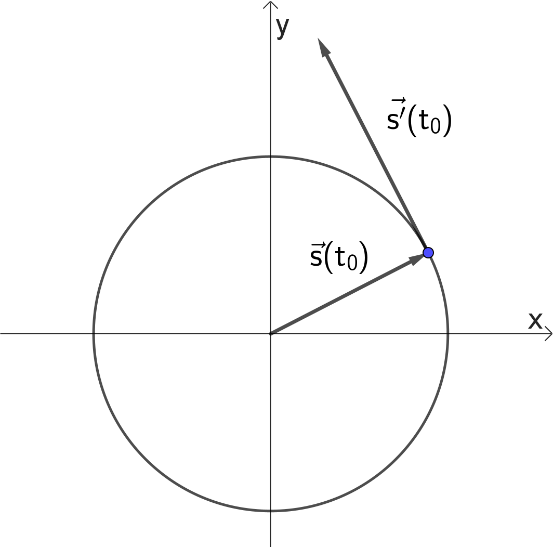 y
s⃗′(t₀)
s⃗(t₀)
x